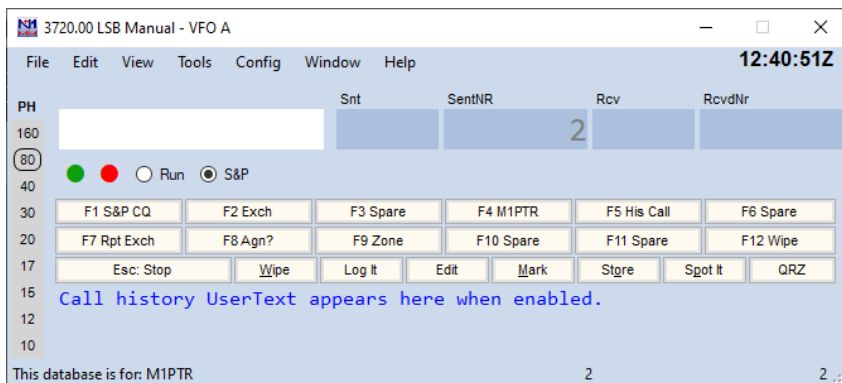 N1 MM
3720.00 LSB Manual - VFO A
File Edit View Tools Config Window Help 12:40:51Z
PH Snt SentNR Rcv RcvdNr
160 2
80
Run S&P
40
30 F1 S&P CQ F2 Exch F3 Spare F4 M1PTR F5 His Call F6 Spare
20 F7 Rpt Exch F8 Agn? F9 Zone F10 Spare F11 Spare F12 Wipe
17 Esc: Stop Wipe Log It Edit Mark Store Spot It QRZ
15 Call history UserText appears here when enabled.
12
10
This database is for: M1PTR 2 2